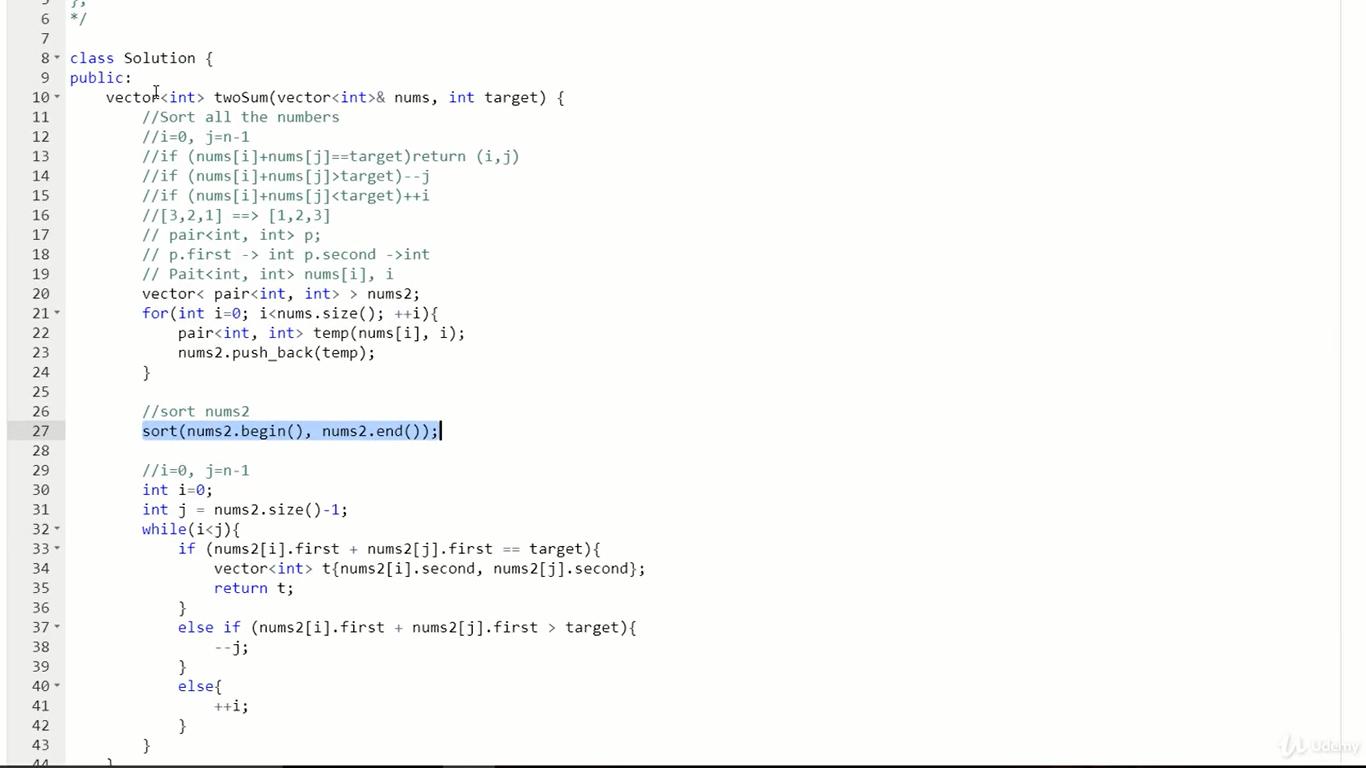 5 };
6 */
7
8 class Solution {
9 public:
10 vector<int> twoSum(vector<int>& nums, int target) {
11 //Sort all the numbers
12 //i=0, j=n-1
13 //if (nums[i]+nums[j]==target)return (i,j)
14 //if (nums[i]+nums[j]>target)--j
15 //if (nums[i]+nums[j]<target)++i
16 //[3,2,1] ==> [1,2,3]
17 // pair<int, int> p;
18 // p.first -> int p.second ->int
19 // Pait<int, int> nums[i], i
20 vector< pair<int, int> > nums2;
21 for(int i=0; i<nums.size(); ++i){
22 pair<int, int> temp(nums[i], i);
23 nums2.push_back(temp);
24 }
25
26 //sort nums2
27 sort(nums2.begin(), nums2.end());
28
29 //i=0, j=n-1
30 int i=0;
31 int j = nums2.size()-1;
32 while(i<j){
33 if (nums2[i].first + nums2[j].first == target){
34 vector<int> t{nums2[i].second, nums2[j].second};
35 return t;
36 }
37 else if (nums2[i].first + nums2[j].first > target){
38 --j;
39 }
40 else{
41 ++i;
42 }
43 }
44 }
Udemy